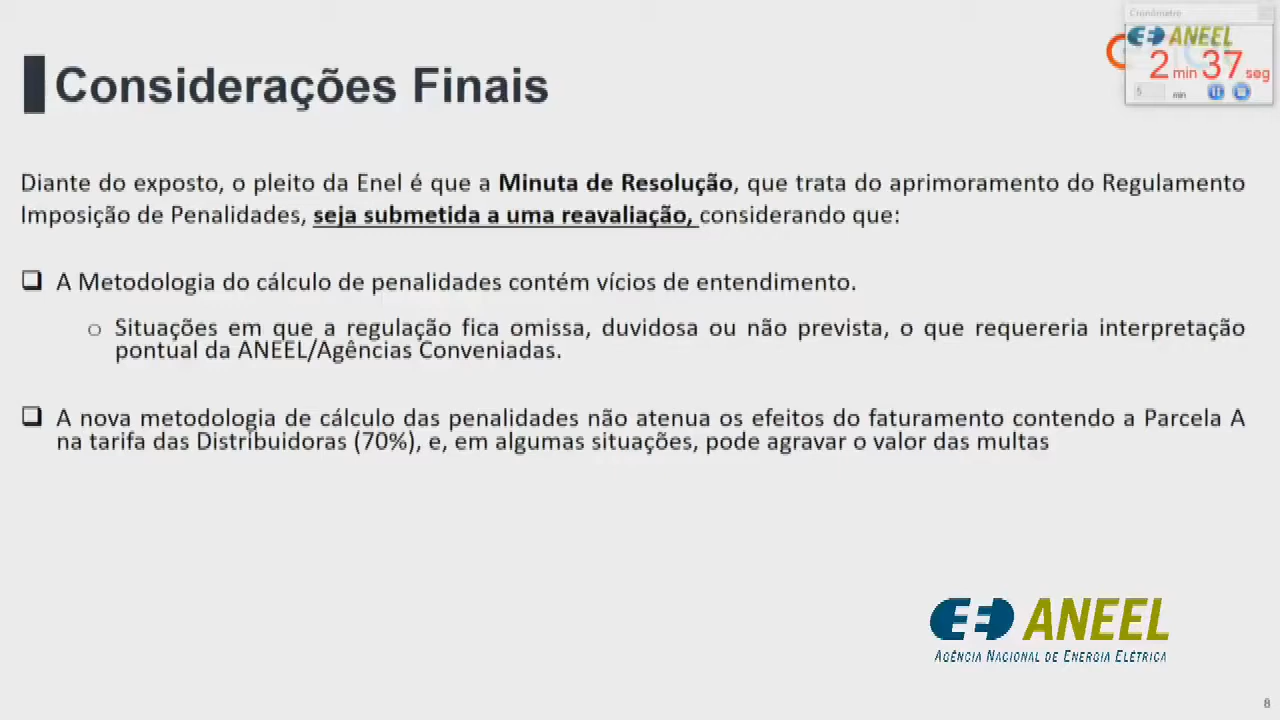 Cronômetro
ANEEL
2 min 37 seg
5 min
Considerações Finais
Diante do exposto, o pleito da Enel é que a Minuta de Resolução, que trata do aprimoramento do Regulamento
Imposição de Penalidades, seja submetida a uma reavaliação, considerando que:
A Metodologia do cálculo de penalidades contém vícios de entendimento.
o Situações em que a regulação fica omissa, duvidosa ou não prevista, o que requereria interpretação
pontual da ANEEL/Agências Conveniadas.
A nova metodologia de cálculo das penalidades não atenua os efeitos do faturamento contendo a Parcela A
na tarifa das Distribuidoras (70%), e, em algumas situações, pode agravar o valor das multas
ANEEL
AGÊNCIA NACIONAL DE ENERGIA ELÉTRICA
8